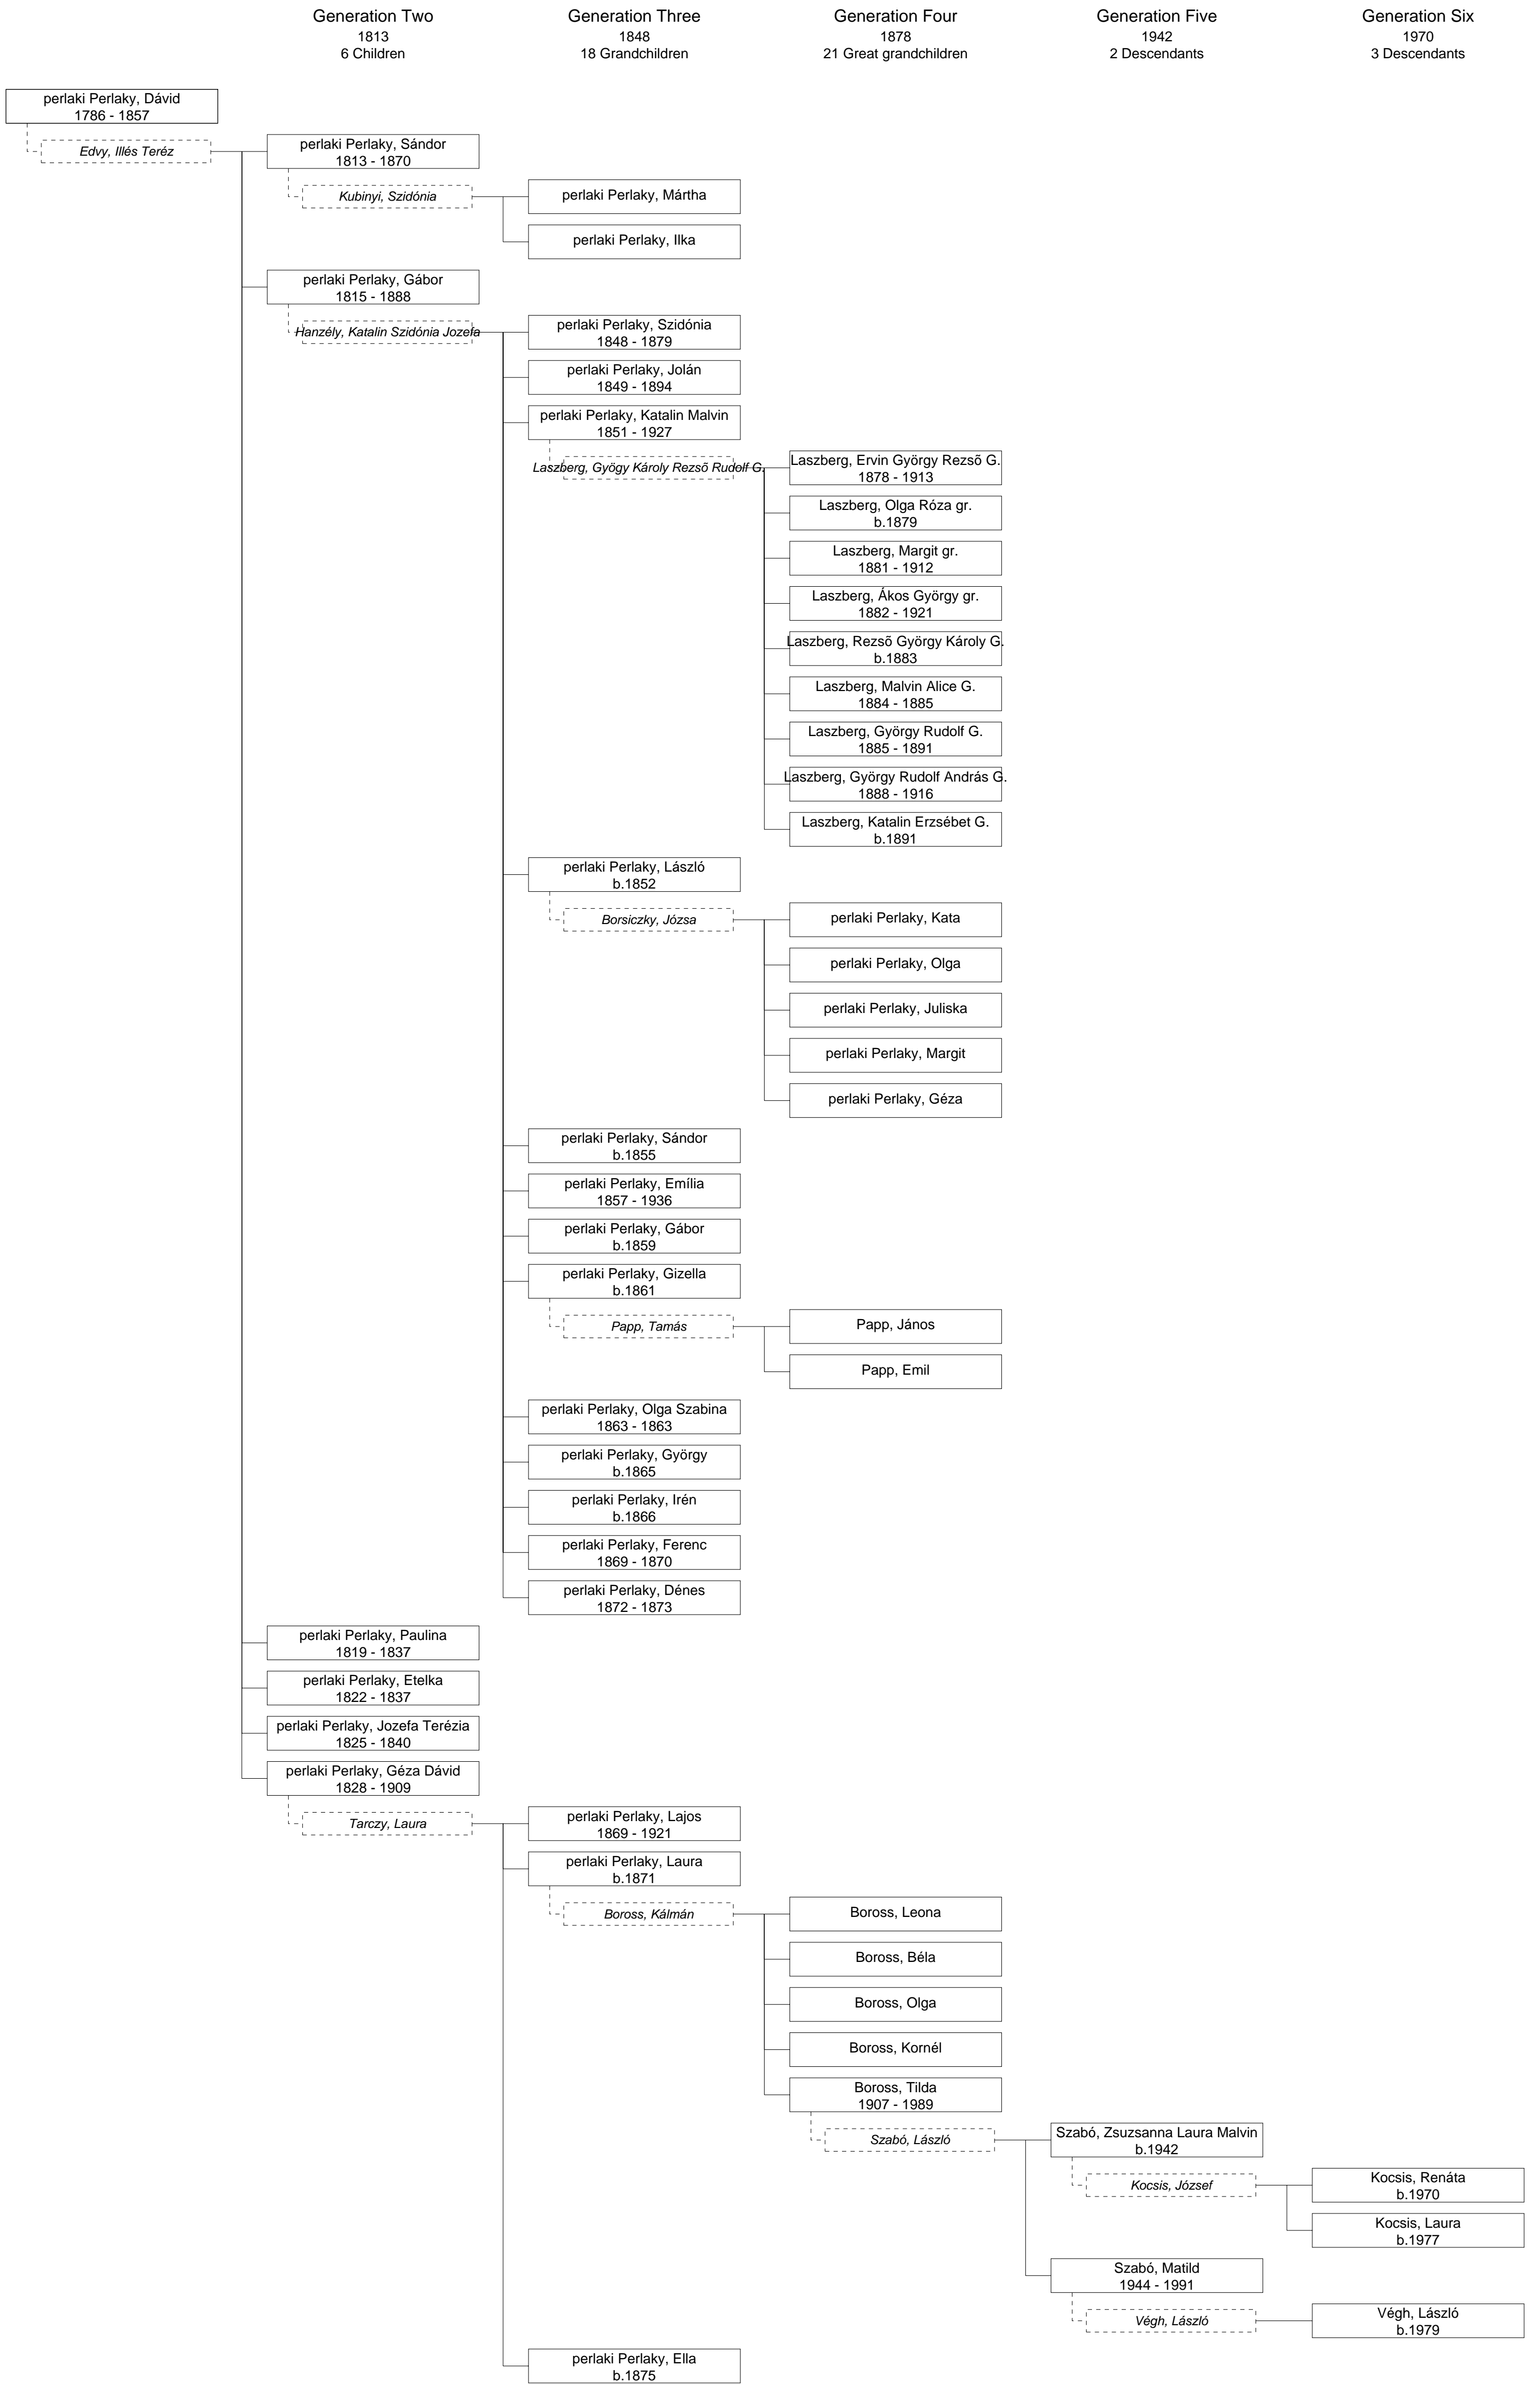 Generation Two
1813
6 Children
Generation Three
1848
18 Grandchildren
Generation Four
1878
21 Great grandchildren
Generation Five
1942
2 Descendants
Generation Six
1970
3 Descendants
perlaki Perlaky, Dávid
1786 - 1857
Edvy, Illés Teréz
perlaki Perlaky, Sándor
1813 - 1870
Kubinyi, Szidónia
perlaki Perlaky, Mártha
perlaki Perlaky, Ilka
perlaki Perlaky, Gábor
1815 - 1888
Hanzély, Katalin Szidónia Jozefa
perlaki Perlaky, Szidónia
1848 - 1879
perlaki Perlaky, Jolán
1849 - 1894
perlaki Perlaky, Katalin Malvin
1851 - 1927
Laszberg, Gyögy Károly Rezsõ Rudolf G.
Laszberg, Ervin György Rezsõ G.
1878 - 1913
Laszberg, Olga Róza gr.
b.1879
Laszberg, Margit gr.
1881 - 1912
Laszberg, Ákos György gr.
1882 - 1921
Laszberg, Rezsõ György Károly G.
b.1883
Laszberg, Malvin Alice G.
1884 - 1885
Laszberg, György Rudolf G.
1885 - 1891
Laszberg, György Rudolf András G.
1888 - 1916
Laszberg, Katalin Erzsébet G.
b.1891
perlaki Perlaky, László
b.1852
Borsiczky, Józsa
perlaki Perlaky, Kata
perlaki Perlaky, Olga
perlaki Perlaky, Juliska
perlaki Perlaky, Margit
perlaki Perlaky, Géza
perlaki Perlaky, Sándor
b.1855
perlaki Perlaky, Emília
1857 - 1936
perlaki Perlaky, Gábor
b.1859
perlaki Perlaky, Gizella
b.1861
Papp, Tamás
Papp, János
Papp, Emil
perlaki Perlaky, Olga Szabina
1863 - 1863
perlaki Perlaky, György
b.1865
perlaki Perlaky, Irén
b.1866
perlaki Perlaky, Ferenc
1869 - 1870
perlaki Perlaky, Dénes
1872 - 1873
perlaki Perlaky, Paulina
1819 - 1837
perlaki Perlaky, Etelka
1822 - 1837
perlaki Perlaky, Jozefa Terézia
1825 - 1840
perlaki Perlaky, Géza Dávid
1828 - 1909
Tarczy, Laura
perlaki Perlaky, Lajos
1869 - 1921
perlaki Perlaky, Laura
b.1871
Boross, Kálmán
Boross, Leona
Boross, Béla
Boross, Olga
Boross, Kornél
Boross, Tilda
1907 - 1989
Szabó, László
Szabó, Zsuzsanna Laura Malvin
b.1942
Kocsis, József
Kocsis, Renáta
b.1970
Kocsis, Laura
b.1977
Szabó, Matild
1944 - 1991
Végh, László
Végh, László
b.1979
perlaki Perlaky, Ella
b.1875